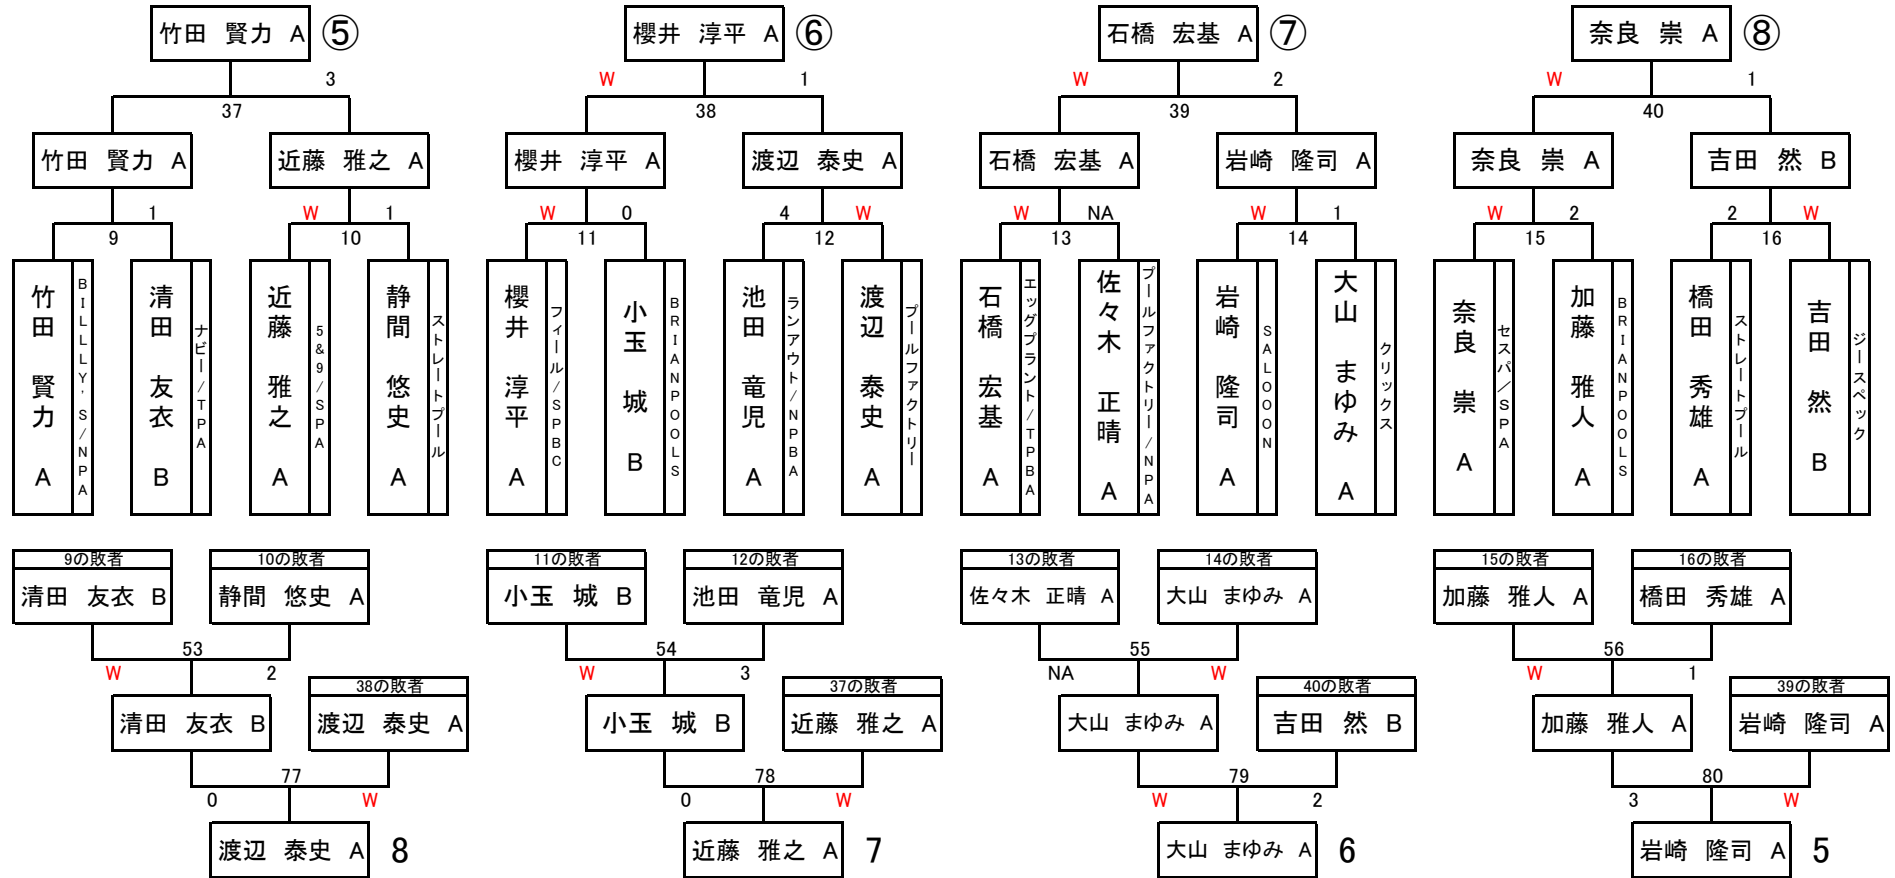 竹田 賢力 A ⑤ 櫻井 淳平 A ⑥ 石橋 宏基 A ⑦ 奈良 崇 A ⑧
3 W 1 W 2 W 1
37 38 39 40
竹田 賢力 A 近藤 雅之 A 櫻井 淳平 A 渡辺 泰史 A 石橋 宏基 A 岩崎 隆司 A 奈良 崇 A 吉田 然 B
1 W 1 W 0 4 W W NA W 1 W 2 2 W
9 10 11 12 13 14 15 16
竹田 賢力 A
BILLLY'S/NPA
清田 友衣 B
ナビー/TPA
近藤 雅之 A
5&9/SPA
静間 悠史 A
ストレートプール
櫻井 淳平 A
フィール/SPBC
小玉 城 B
BRIANPOOLS
池田 竜児 A
ランアウト/NPBA
渡辺 泰史 A
プールファクトリー
石橋 宏基 A
エッグプラント/TPBA
佐々木 正晴 A
プールファクトリー/NPA
岩崎 隆司 A
SALOOON
大山 まゆみ A
クリックス
奈良 崇 A
セスパ/SPA
加藤 雅人 A
BRIANPOOLS
橋田 秀雄 A
ストレートプール
吉田 然 B
ジースペック
9の敗者 10の敗者 11の敗者 12の敗者 13の敗者 14の敗者 15の敗者 16の敗者
清田 友衣 B 静間 悠史 A 小玉 城 B 池田 竜児 A 佐々木 正晴 A 大山 まゆみ A 加藤 雅人 A 橋田 秀雄 A
53 54 55 56
W 2 W 3 NA W W 1
38の敗者 37の敗者 40の敗者 39の敗者
清田 友衣 B 渡辺 泰史 A 小玉 城 B 近藤 雅之 A 大山 まゆみ A 吉田 然 B 加藤 雅人 A 岩崎 隆司 A
77 78 79 80
0 W 0 W W 2 3 W
渡辺 泰史 A 8 近藤 雅之 A 7 大山 まゆみ A 6 岩崎 隆司 A 5